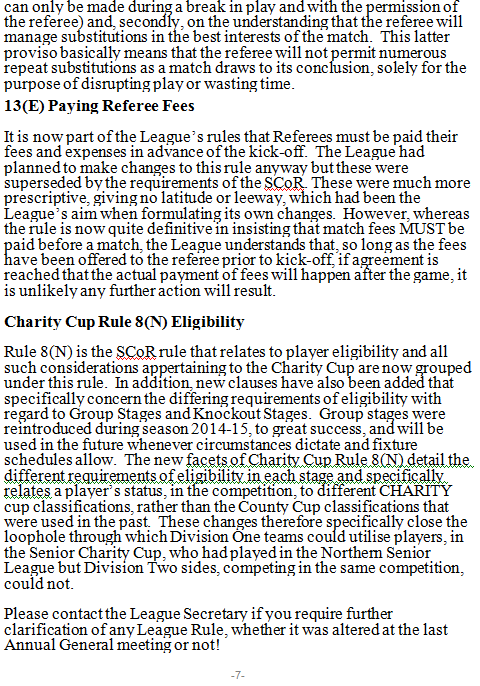 can only be made during a break in play and with the permission of
the referee) and, secondly, on the understanding that the referee will
manage substitutions in the best interests of the match.  This latter
proviso basically means that the referee will not permit numerous
repeat substitutions as a match draws to its conclusion, solely for the
purpose of disrupting play or wasting time.
13(E) Paying Referee Fees
It is now part of the League’s rules that Referees must be paid their
fees and expenses in advance of the kick-off.  The League had
planned to make changes to this rule anyway but these were
superseded by the requirements of the SCoR. These were much more
prescriptive, giving no latitude or leeway, which had been the
League’s aim when formulating its own changes.  However, whereas
the rule is now quite definitive in insisting that match fees MUST be
paid before a match, the League understands that, so long as the fees
have been offered to the referee prior to kick-off, if agreement is
reached that the actual payment of fees will happen after the game, it
is unlikely any further action will result.
Charity Cup Rule 8(N) Eligibility
Rule 8(N) is the SCoR rule that relates to player eligibility and all
such considerations appertaining to the Charity Cup are now grouped
under this rule.  In addition, new clauses have also been added that
specifically concern the differing requirements of eligibility with
regard to Group Stages and Knockout Stages.  Group stages were
reintroduced during season 2014-15, to great success, and will be
used in the future whenever circumstances dictate and fixture
schedules allow.  The new facets of Charity Cup Rule 8(N) detail the
different requirements of eligibility in each stage and specifically
relates a player’s status, in the competition, to different CHARITY
cup classifications, rather than the County Cup classifications that
were used in the past.  These changes therefore specifically close the
loophole through which Division One teams could utilise players, in
the Senior Charity Cup, who had played in the Northern Senior
League but Division Two sides, competing in the same competition,
could not.
Please contact the League Secretary if you require further
clarification of any League Rule, whether it was altered at the last
Annual General meeting or not!
-7-